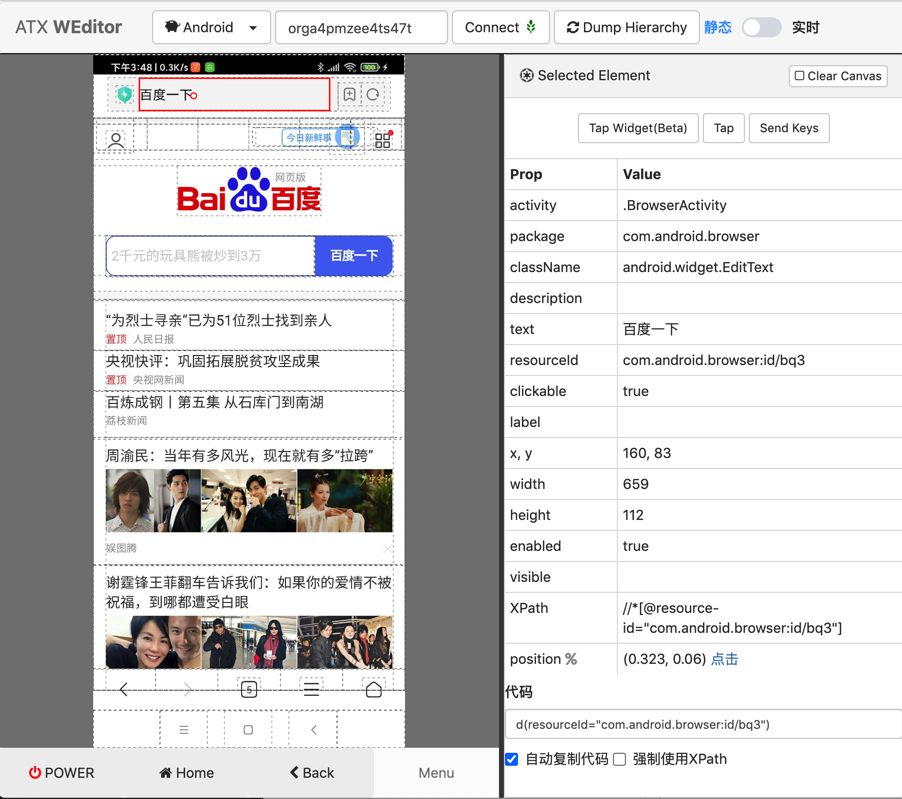 ATX WEditor
Android
orga4pmzee4ts47t
Connect
Dump Hierarchy
静态
实时
下午3:48 | 0.3K/s
100
百度一下
今日新鲜事
Bai du 百度
网页版
2千元的玩具熊被炒到3万
百度一下
“为烈士寻亲”已为51位烈士找到亲人
置顶 人民日报
央视快评：巩固拓展脱贫攻坚成果
置顶 央视网新闻
百炼成钢丨第五集 从石库门到南湖
荔枝新闻
周渝民：当年有多风光，现在就有多“拉跨”
娱图腾
谢霆锋王菲翻车告诉我们：如果你的爱情不被
祝福，到哪都遭受白眼
5
POWER
Home
Back
Menu
Selected Element
Clear Canvas
Tap Widget(Beta)
Tap
Send Keys
Prop Value
activity .BrowserActivity
package com.android.browser
className android.widget.EditText
description
text 百度一下
resourceId com.android.browser:id/bq3
clickable true
label
x, y 160, 83
width 659
height 112
enabled true
visible
XPath //*[@resource-
id="com.android.browser:id/bq3"]
position % (0.323, 0.06) 点击
代码
d(resourceId="com.android.browser:id/bq3")
自动复制代码 强制使用XPath